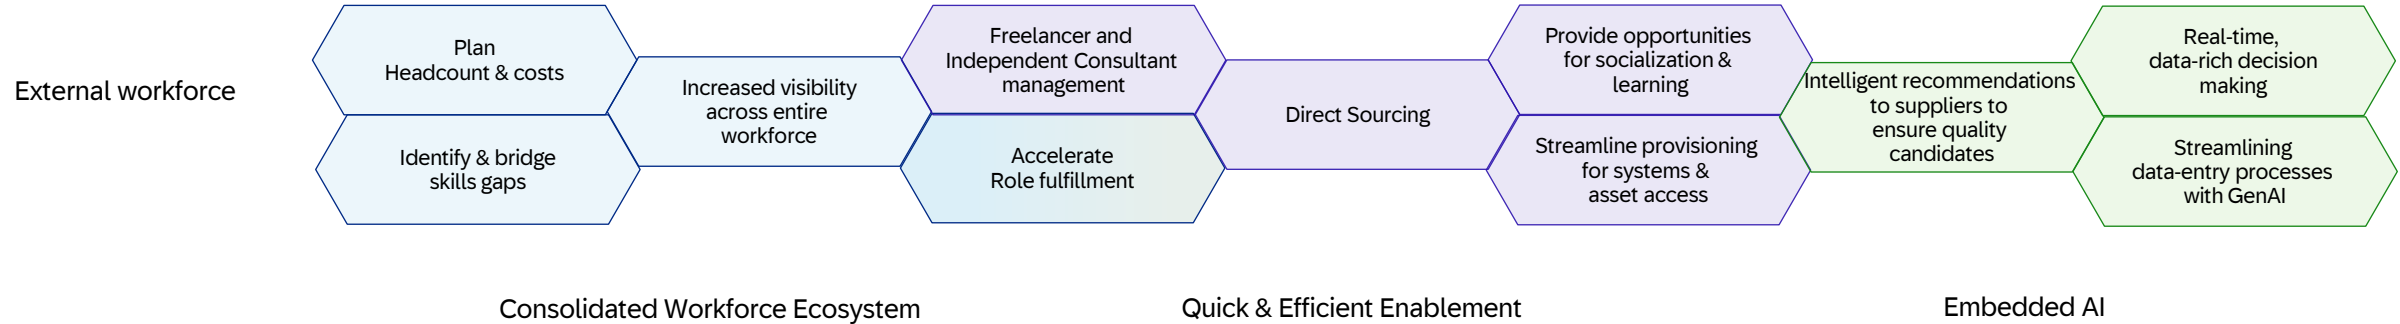 External workforce
Plan
Headcount & costs
Identify & bridge
skills gaps
Increased visibility
across entire
workforce
Freelancer and
Independent Consultant
management
Accelerate
Role fulfillment
Direct Sourcing
Provide opportunities
for socialization &
learning
Streamline provisioning
for systems &
asset access
Intelligent recommendations
to suppliers to
ensure quality
candidates
Real-time,
data-rich decision
making
Streamlining
data-entry processes
with GenAI
Consolidated Workforce Ecosystem
Quick & Efficient Enablement
Embedded AI